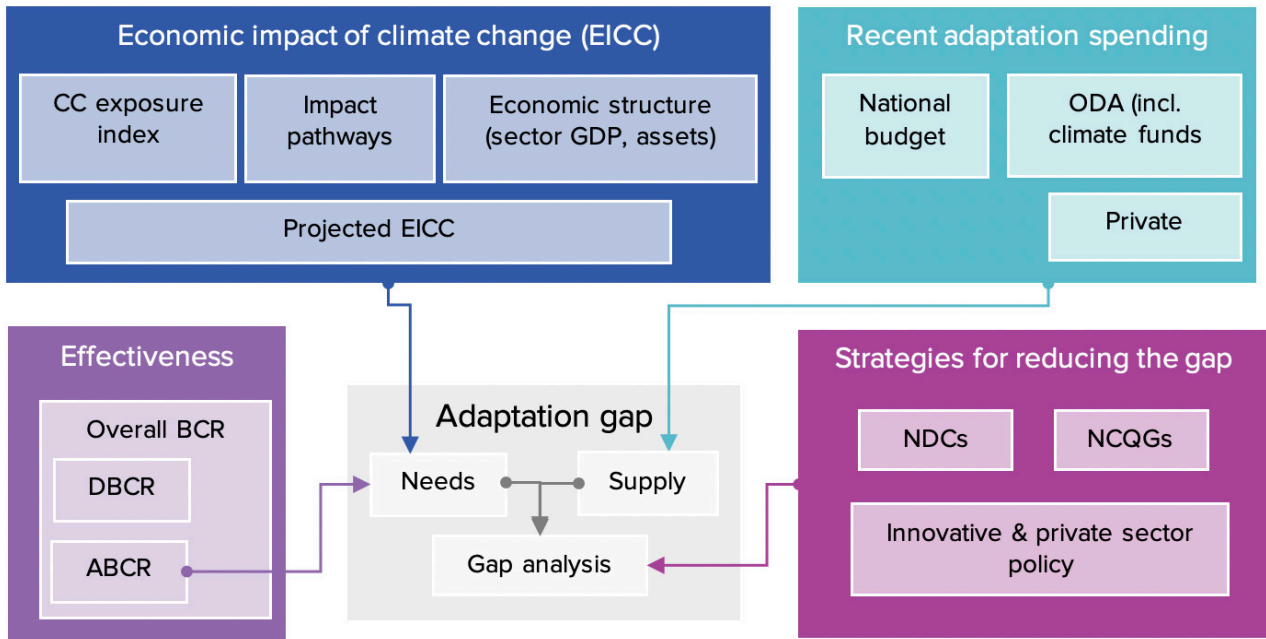 Economic impact of climate change (EICC)
CC exposure
index
Impact
pathways
Economic structure
(sector GDP, assets)
Projected EICC
Recent adaptation spending
National
budget
ODA (incl.
climate funds
Private
Effectiveness
Overall BCR
DBCR
ABCR
Adaptation gap
Needs
Supply
Gap analysis
Strategies for reducing the gap
NDCs
NCQGs
Innovative & private sector
policy